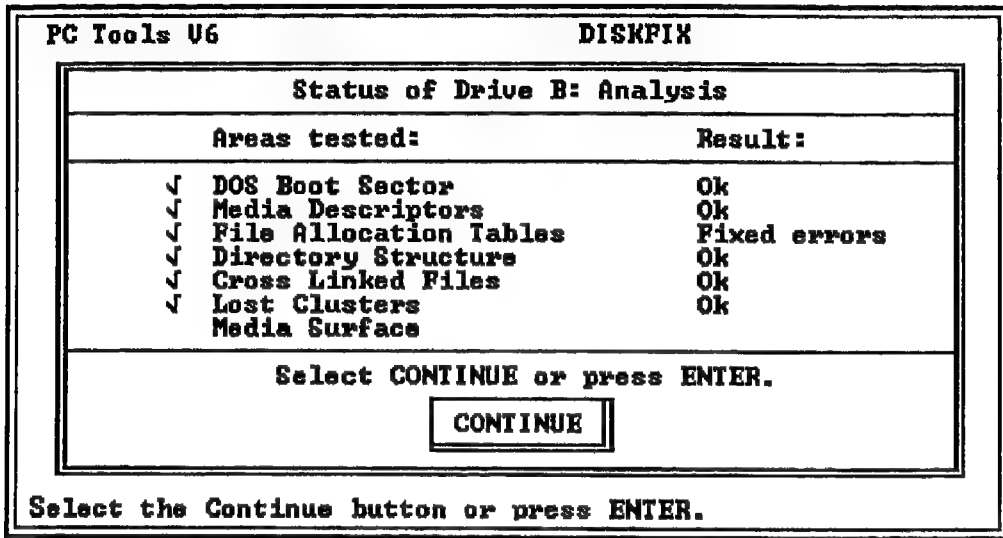 PC Tools V6 DISKFIX
Status of Drive B: Analysis
Areas tested: Result:
√ DOS Boot Sector Ok
√ Media Descriptors Ok
√ File Allocation Tables Fixed errors
√ Directory Structure Ok
√ Cross Linked Files Ok
√ Lost Clusters Ok
Media Surface
Select CONTINUE or press ENTER.
CONTINUE
Select the Continue button or press ENTER.